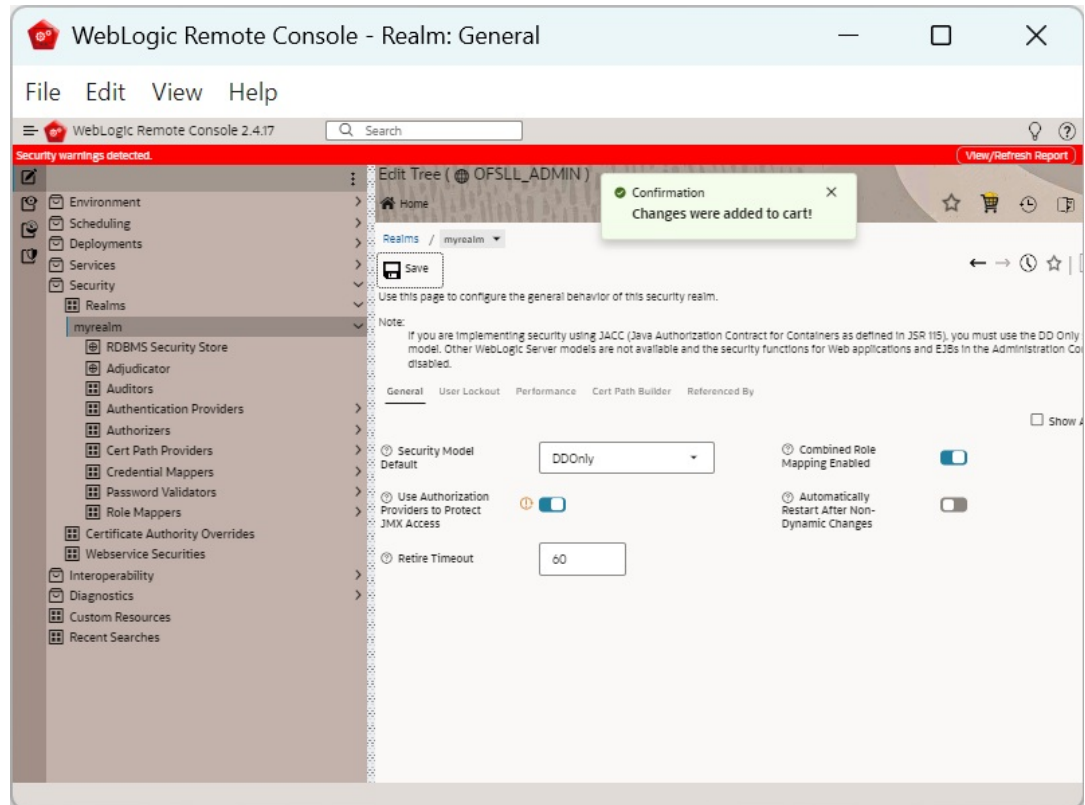 WebLogic Remote Console - Realm: General
File Edit View Help
WebLogic Remote Console 2.4.17
Search
Security warnings detected.
View/Refresh Report
Environment
Scheduling
Deployments
Services
Security
Realms
myrealm
RDBMS Security Store
Adjudicator
Auditors
Authentication Providers
Authorizers
Cert Path Providers
Credential Mappers
Password Validators
Role Mappers
Certificate Authority Overrides
Webservice Securities
Interoperability
Diagnostics
Custom Resources
Recent Searches
Edit Tree ( OFSLL_ADMIN )
Home
Confirmation
Changes were added to cart!
Realms / myrealm
Save
Use this page to configure the general behavior of this security realm.
Note:
If you are implementing security using JACC (Java Authorization Contract for Containers as defined in JSR 115), you must use the DD Only
model. Other WebLogic Server models are not available and the security functions for Web applications and EJBs in the Administration Co
disabled.
General User Lockout Performance Cert Path Builder Referenced By
Show A
Security Model
Default
DDOnly
Combined Role
Mapping Enabled
Use Authorization
Providers to Protect
JMX Access
Automatically
Restart After Non-
Dynamic Changes
Retire Timeout
60